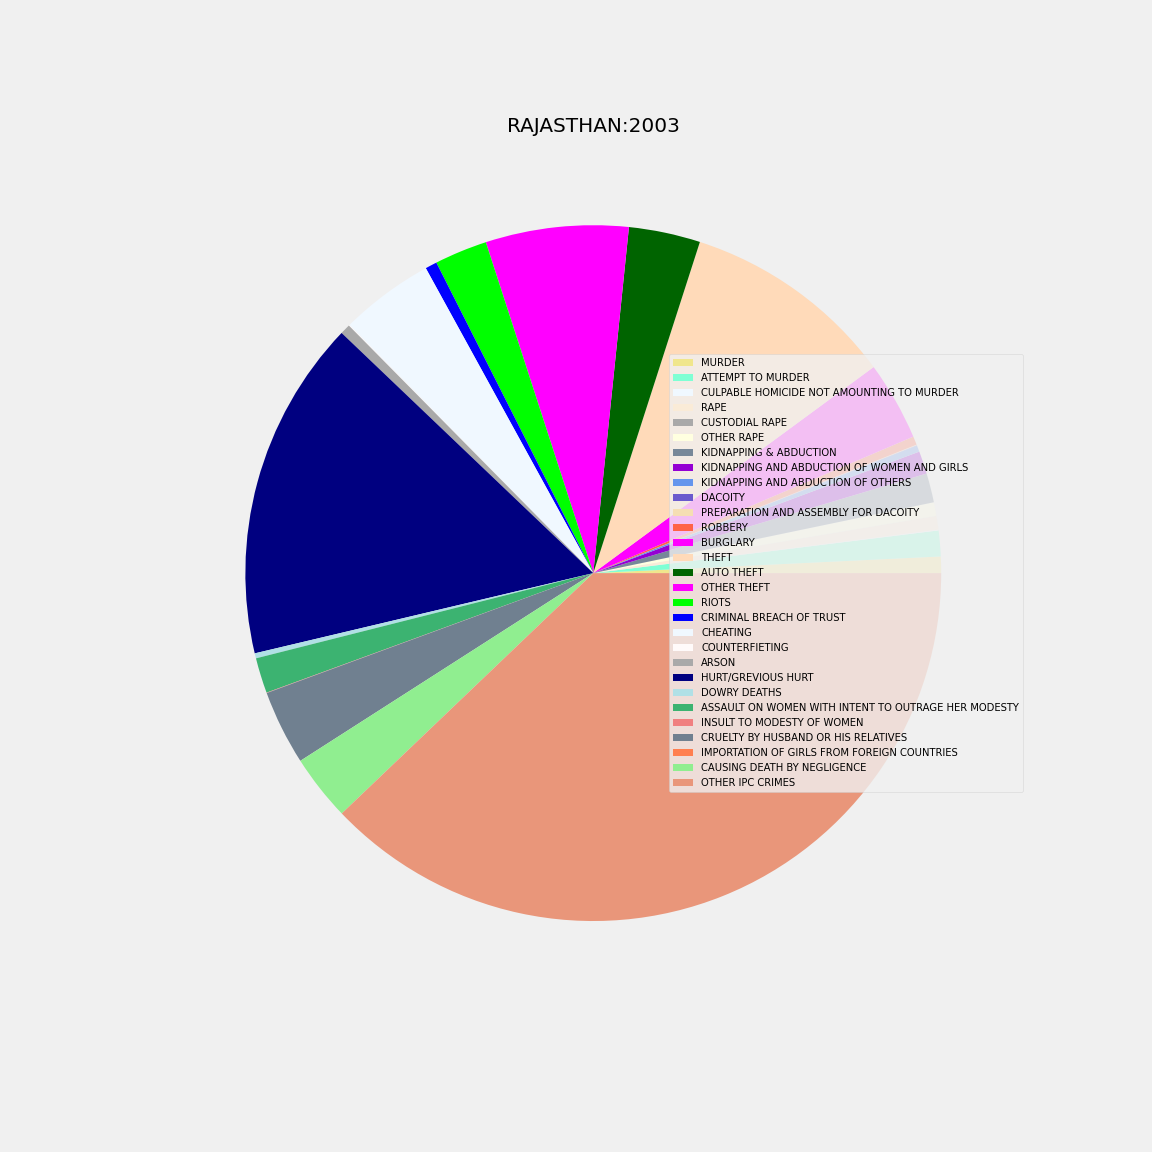 RAJASTHAN:2003
MURDER
ATTEMPT TO MURDER
CULPABLE HOMICIDE NOT AMOUNTING TO MURDER
RAPE
CUSTODIAL RAPE
OTHER RAPE
KIDNAPPING & ABDUCTION
KIDNAPPING AND ABDUCTION OF WOMEN AND GIRLS
KIDNAPPING AND ABDUCTION OF OTHERS
DACOITY
PREPARATION AND ASSEMBLY FOR DACOITY
ROBBERY
BURGLARY
THEFT
AUTO THEFT
OTHER THEFT
RIOTS
CRIMINAL BREACH OF TRUST
CHEATING
COUNTERFIETING
ARSON
HURT/GREVIOUS HURT
DOWRY DEATHS
ASSAULT ON WOMEN WITH INTENT TO OUTRAGE HER MODESTY
INSULT TO MODESTY OF WOMEN
CRUELTY BY HUSBAND OR HIS RELATIVES
IMPORTATION OF GIRLS FROM FOREIGN COUNTRIES
CAUSING DEATH BY NEGLIGENCE
OTHER IPC CRIMES